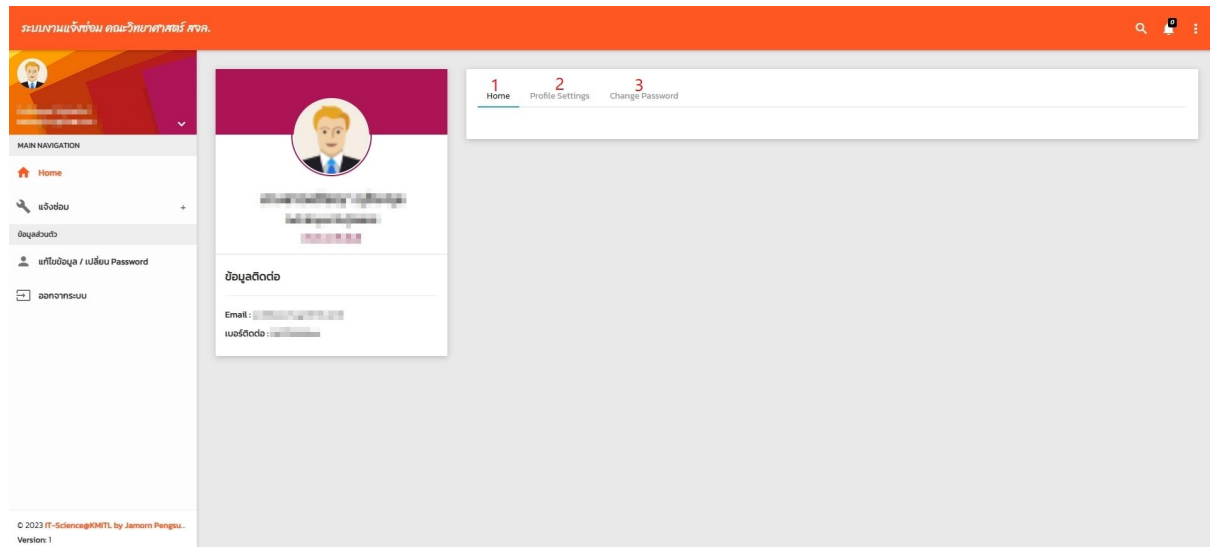 ระบบงานแจ้งซ่อม คณะวิทยาศาสตร์ สจล.
0
MAIN NAVIGATION
Home
แจ้งซ่อม +
ข้อมูลส่วนตัว
แก้ไขข้อมูล / เปลี่ยน Password
ออกจากระบบ
© 2023 IT-Science@KMITL by Jamorn Pengsu...
Version: 1
ข้อมูลติดต่อ
Email :
เบอร์ติดต่อ :
1 2 3
Home Profile Settings Change Password